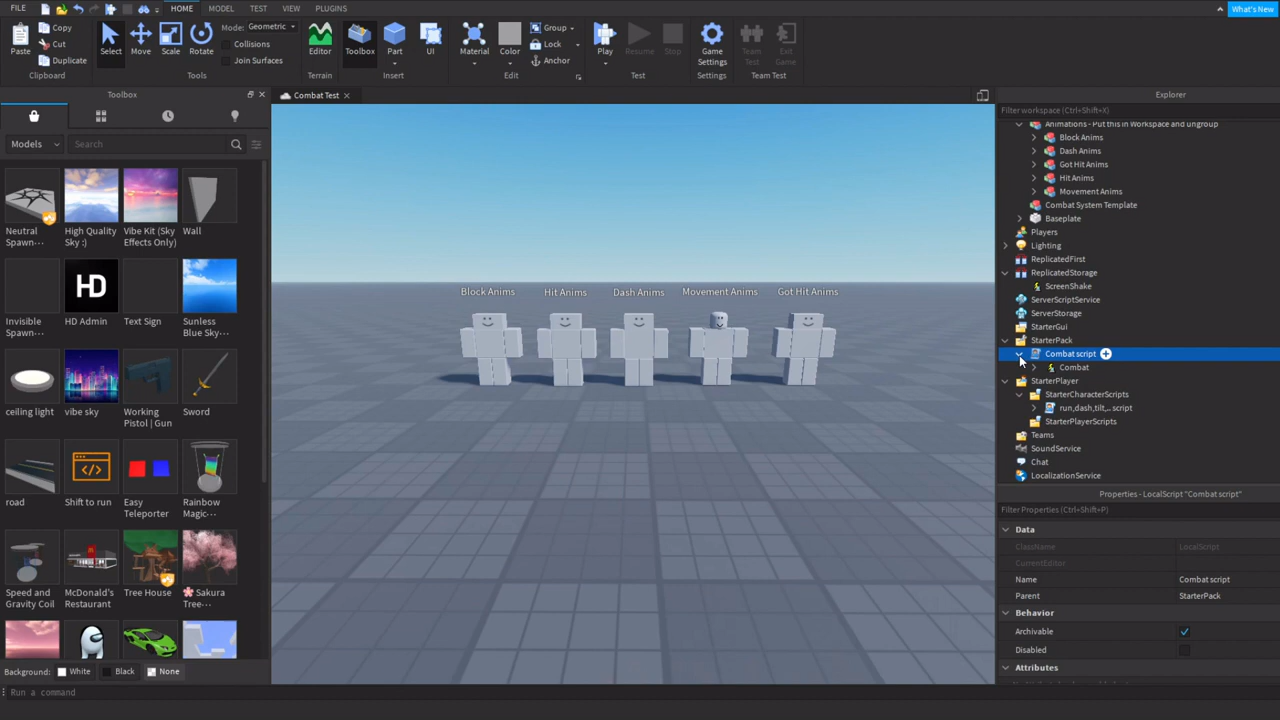 FILE
HOME
MODEL
TEST
VIEW
PLUGINS
What's New
Paste
Copy
Cut
Duplicate
Clipboard
Select
Move
Scale
Rotate
Mode: Geometric
Collisions
Join Surfaces
Tools
Editor
Terrain
Toolbox
Part
UI
Insert
Material
Color
Group
Lock
Anchor
Edit
Play
Resume
Stop
Test
Game Settings
Settings
Team Test
Exit Game
Team Test
Toolbox
Models
Search
Neutral Spawn···
High Quality Sky :)
Vibe Kit (Sky Effects Only)
Wall
Invisible Spawn···
HD
HD Admin
Text Sign
Sunless Blue Sky···
ceiling light
vibe sky
Working Pistol | Gun
Sword
road
Shift to run
Easy Teleporter
Rainbow Magic···
Speed and Gravity Coil
McDonald's Restaurant
Tree House
🌸 Sakura Tree···
Background:
White
Black
None
Run a command
Combat Test
Block Anims
Hit Anims
Dash Anims
Movement Anims
Got Hit Anims
Explorer
Filter workspace (Ctrl+Shift+X)
Animations - Put this in Workspace and ungroup
Block Anims
Dash Anims
Got Hit Anims
Hit Anims
Movement Anims
Combat System Template
Baseplate
Players
Lighting
ReplicatedFirst
ReplicatedStorage
ScreenShake
ServerScriptService
ServerStorage
StarterGui
StarterPack
Combat script
Combat
StarterPlayer
StarterCharacterScripts
run,dash,tilt,.. script
StarterPlayerScripts
Teams
SoundService
Chat
LocalizationService
Properties - LocalScript "Combat script"
Filter Properties (Ctrl+Shift+P)
Data
ClassName
LocalScript
CurrentEditor
Name
Combat script
Parent
StarterPack
Behavior
Archivable
Disabled
Attributes